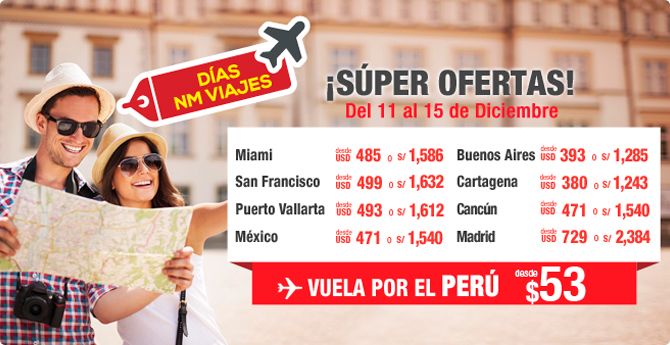 DÍAS
NM VIAJES
¡SÚPER OFERTAS!
Del 11 al 15 de Diciembre
Miami desde USD 485 o S/ 1,586
San Francisco desde USD 499 o S/ 1,632
Puerto Vallarta desde USD 493 o S/ 1,612
México desde USD 471 o S/ 1,540
Buenos Aires desde USD 393 o S/ 1,285
Cartagena desde USD 380 o S/ 1,243
Cancún desde USD 471 o S/ 1,540
Madrid desde USD 729 o S/ 2,384
VUELA POR EL PERÚ desde $53